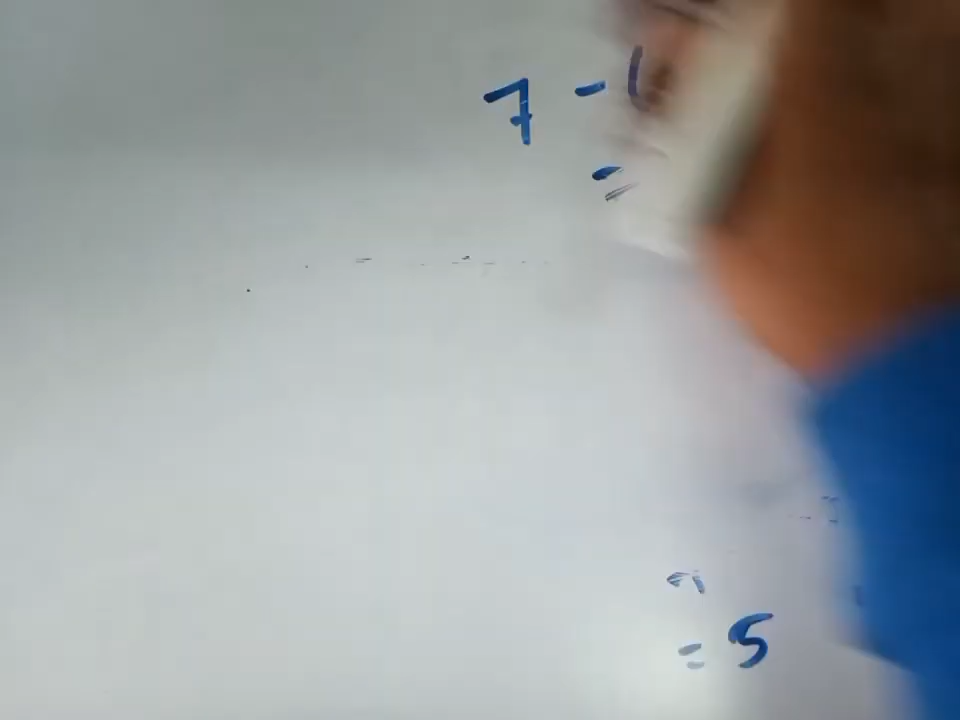 7 - (
=
= 5